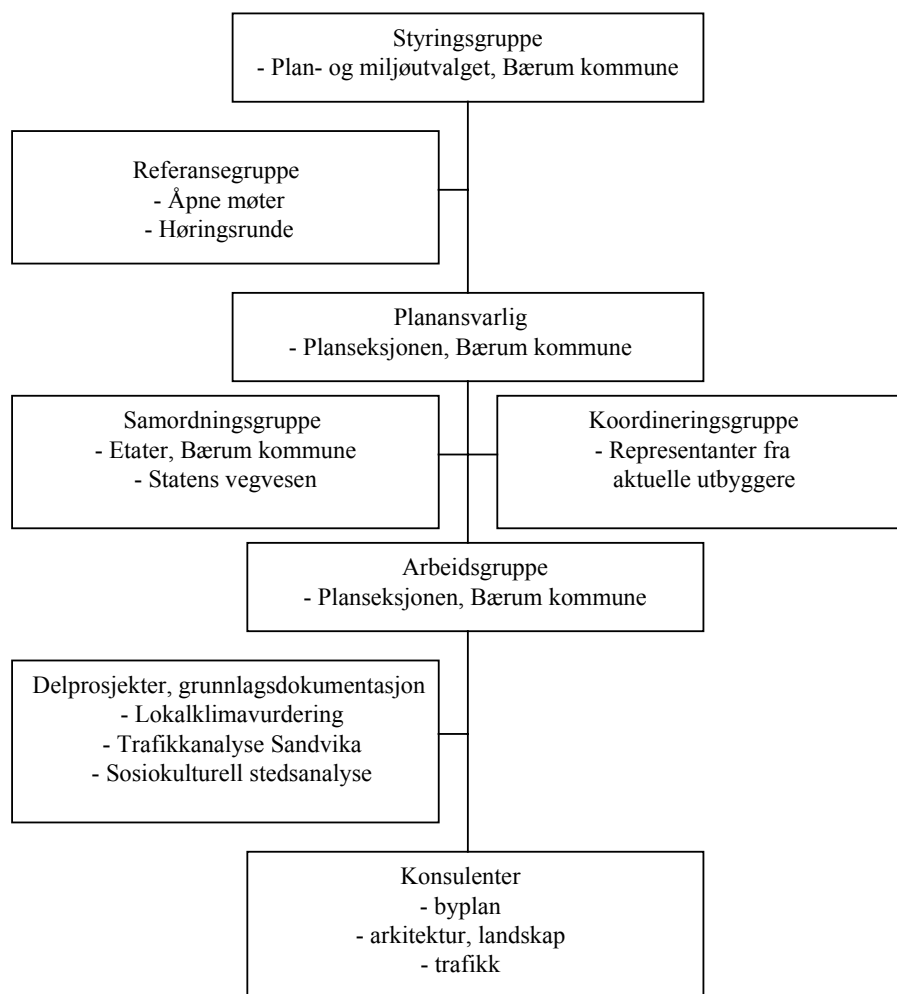 Styringsgruppe
- Plan- og miljøutvalget, Bærum kommune
Referansegruppe
- Åpne møter
- Høringsrunde
Planansvarlig
- Planseksjonen, Bærum kommune
Samordningsgruppe
- Etater, Bærum kommune
- Statens vegvesen
Koordineringsgruppe
- Representanter fra
aktuelle utbyggere
Arbeidsgruppe
- Planseksjonen, Bærum kommune
Delprosjekter, grunnlagsdokumentasjon
- Lokalklimavurdering
- Trafikkanalyse Sandvika
- Sosiokulturell stedsanalyse
Konsulenter
- byplan
- arkitektur, landskap
- trafikk